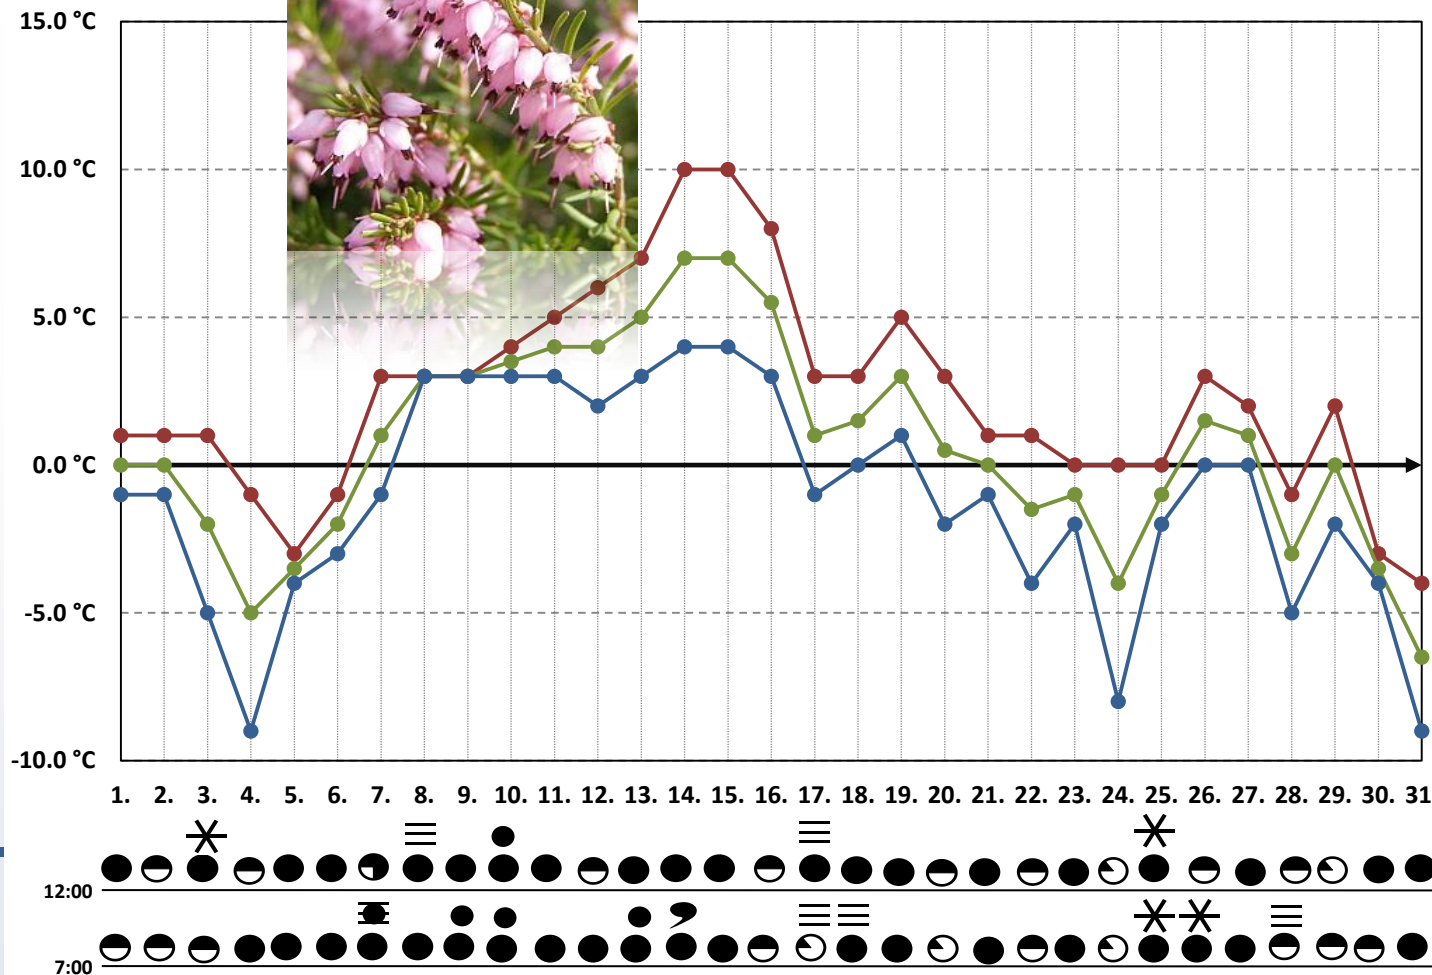 15.0 °C
10.0 °C
5.0 °C
0.0 °C
-5.0 °C
-10.0 °C
1. 2. 3. 4. 5. 6. 7. 8. 9. 10. 11. 12. 13. 14. 15. 16. 17. 18. 19. 20. 21. 22. 23. 24. 25. 26. 27. 28. 29. 30. 31
12:00
7:00